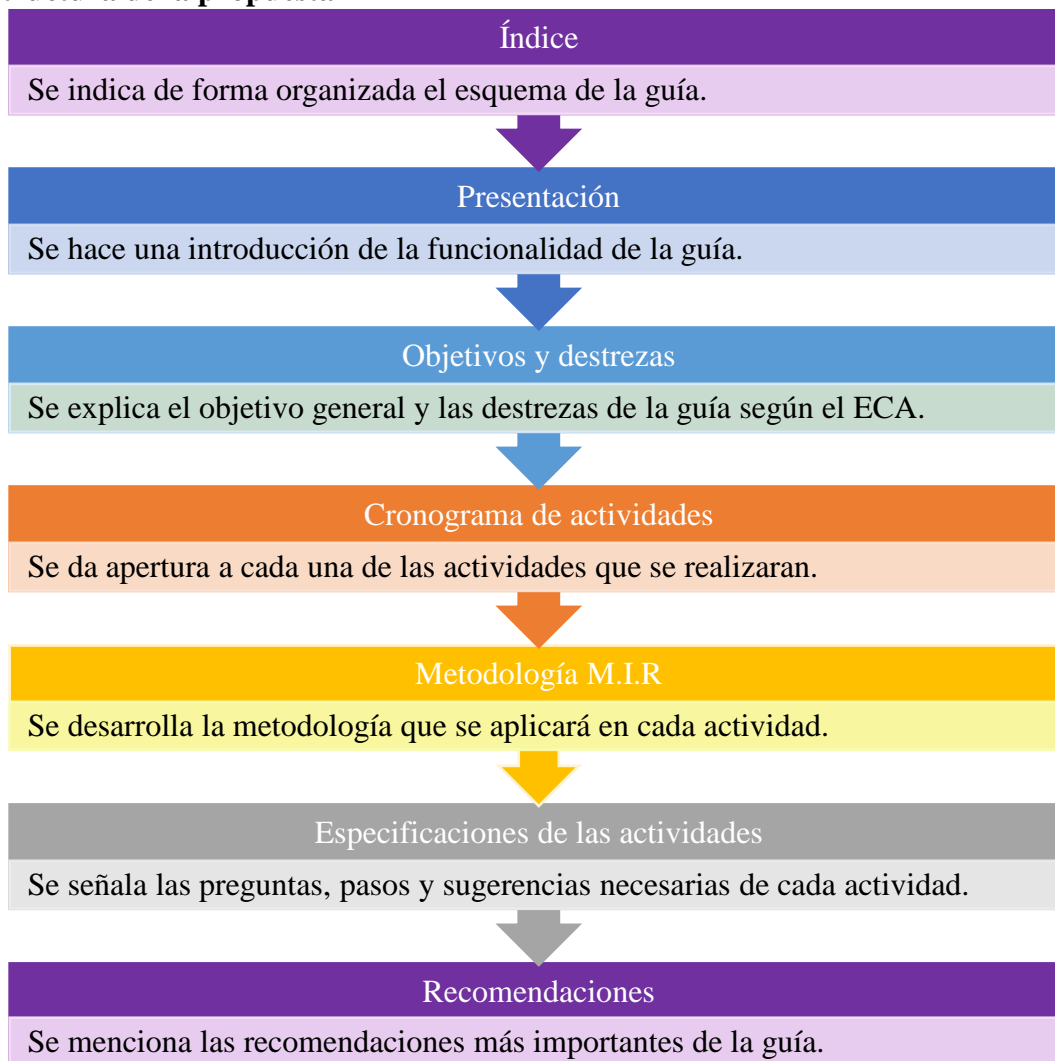 de la propuesta
Índice
Se indica de forma organizada el esquema de la guía.
Presentación
Se hace una introducción de la funcionalidad de la guía.
Objetivos y destrezas
Se explica el objetivo general y las destrezas de la guía según el ECA.
Cronograma de actividades
Se da apertura a cada una de las actividades que se realizaran.
Metodología M.I.R
Se desarrolla la metodología que se aplicará en cada actividad.
Especificaciones de las actividades
Se señala las preguntas, pasos y sugerencias necesarias de cada actividad.
Recomendaciones
Se menciona las recomendaciones más importantes de la guía.